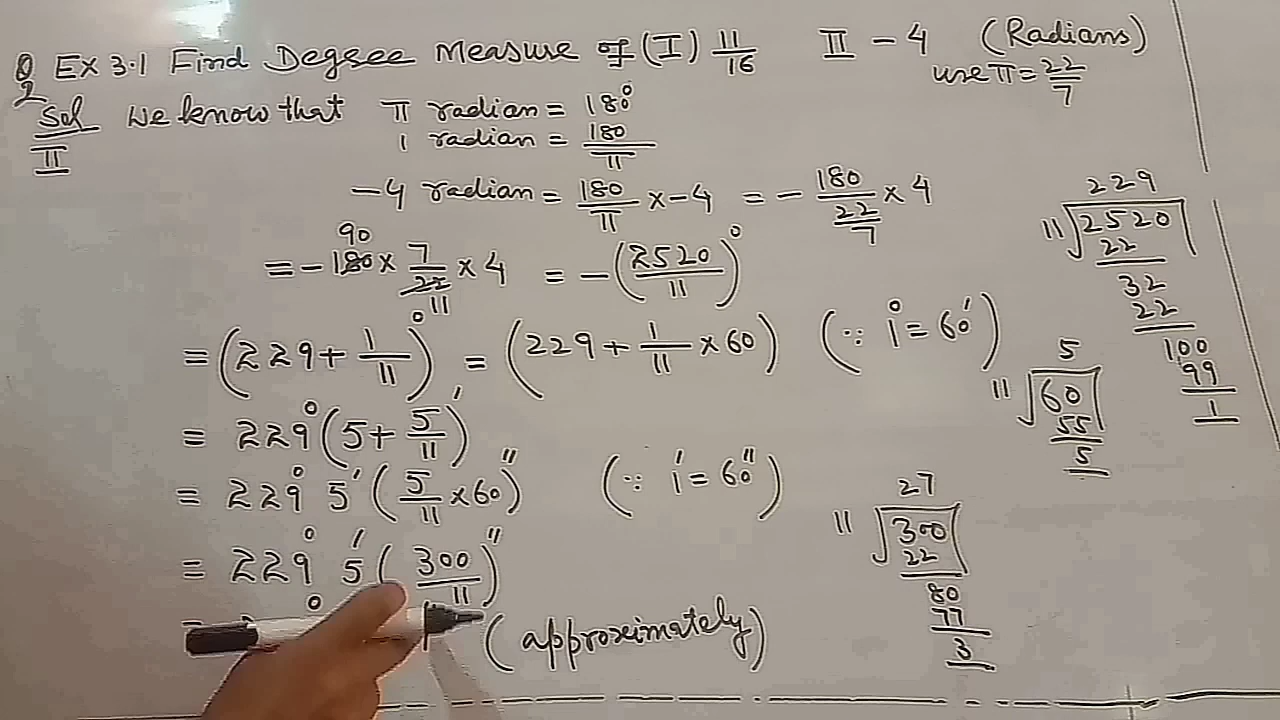 Q Ex 3.1 Find Degree Measure of (I) 11/16 II - 4 (Radians)
2 use π = 22/7
Sol we know that π radian = 180°
II 1 radian = 180/π
-4 radian = 180/π × -4 = - 180/(22/7) × 4
= - 180 × 7/22 × 4 = - (2520/11)°
90
11
= (229 + 1/11)° = (229 + 1/11 × 60) (∵ 1° = 60′)
= 229° (5 + 5/11)′
= 229° 5′ (5/11 × 60)″ (∵ 1′ = 60″)
= 229° 5′ (300/11)″
= (approximately)
229
11 √2520
22
32
22
100
99
1
5
11 √60
55
5
27
11 √300
22
80
77
3